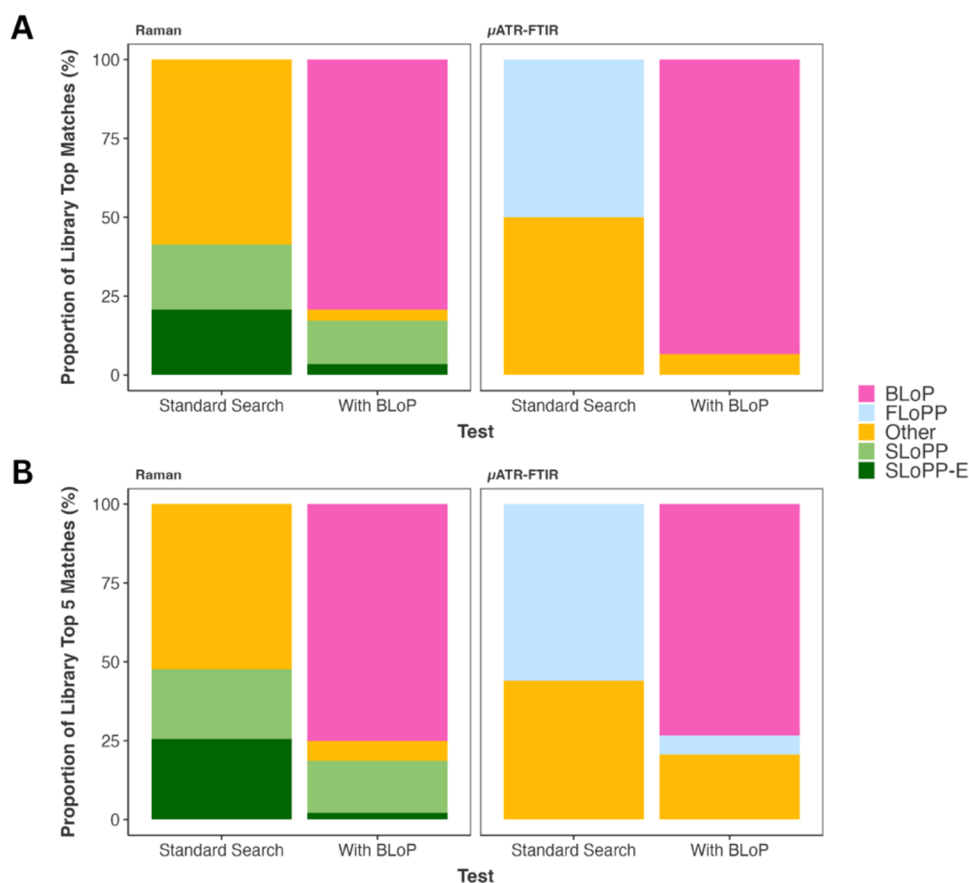 A
Raman
μATR-FTIR
Proportion of Library Top Matches (%)
100
75
50
25
0
Standard Search
With BLoP
Standard Search
With BLoP
Test
BLoP
FLoPP
Other
SLoPP
SLoPP-E
B
Raman
μATR-FTIR
Proportion of Library Top 5 Matches (%)
100
75
50
25
0
Standard Search
With BLoP
Standard Search
With BLoP
Test